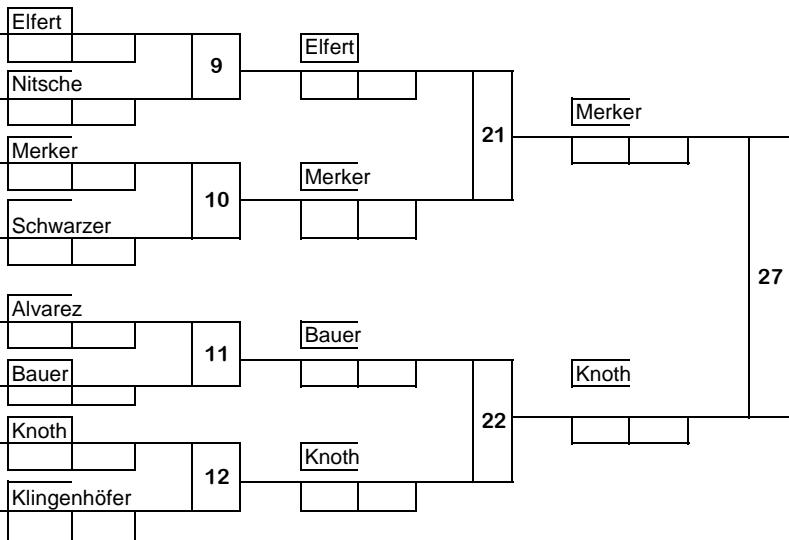 Elfert
9
Elfert
Nitsche
21
Merker
Merker
10
Merker
Schwarzer
27
Alvarez
11
Bauer
Bauer
22
Knoth
Knoth
12
Knoth
Klingenhöfer